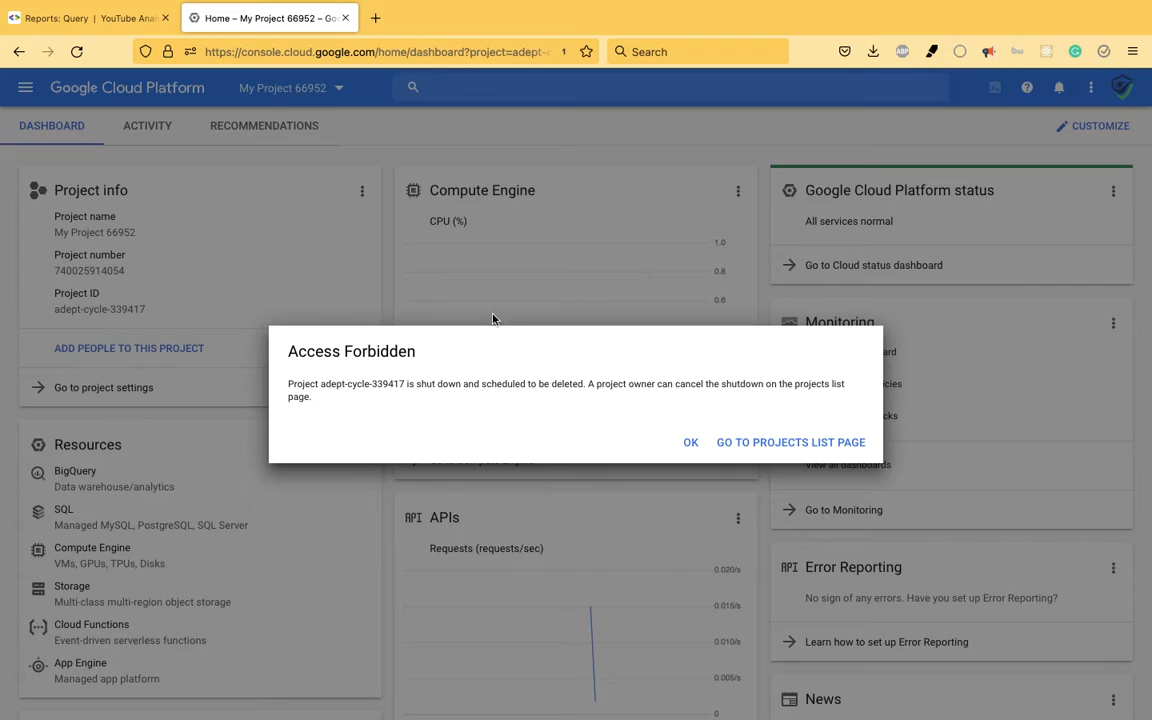 Reports: Query | YouTube Anal
Home – My Project 66952 – Go
https://console.cloud.google.com/home/dashboard?project=adept-c
1
Search
ABP
Google Cloud Platform
My Project 66952
DASHBOARD
ACTIVITY
RECOMMENDATIONS
CUSTOMIZE
Project info
Project name
My Project 66952
Project number
740025914054
Project ID
adept-cycle-339417
ADD PEOPLE TO THIS PROJECT
Go to project settings
Compute Engine
CPU (%)
1.0
0.8
0.6
Google Cloud Platform status
All services normal
Go to Cloud status dashboard
Monitoring
Access Forbidden
Project adept-cycle-339417 is shut down and scheduled to be deleted. A project owner can cancel the shutdown on the projects list
page.
OK
GO TO PROJECTS LIST PAGE
View all dashboards
Go to Monitoring
Resources
BigQuery
Data warehouse/analytics
SQL
Managed MySQL, PostgreSQL, SQL Server
Compute Engine
VMs, GPUs, TPUs, Disks
Storage
Multi-class multi-region object storage
Cloud Functions
Event-driven serverless functions
App Engine
Managed app platform
API APIs
Requests (requests/sec)
0.020/s
0.015/s
0.010/s
0.005/s
0
API Error Reporting
No sign of any errors. Have you set up Error Reporting?
Learn how to set up Error Reporting
News